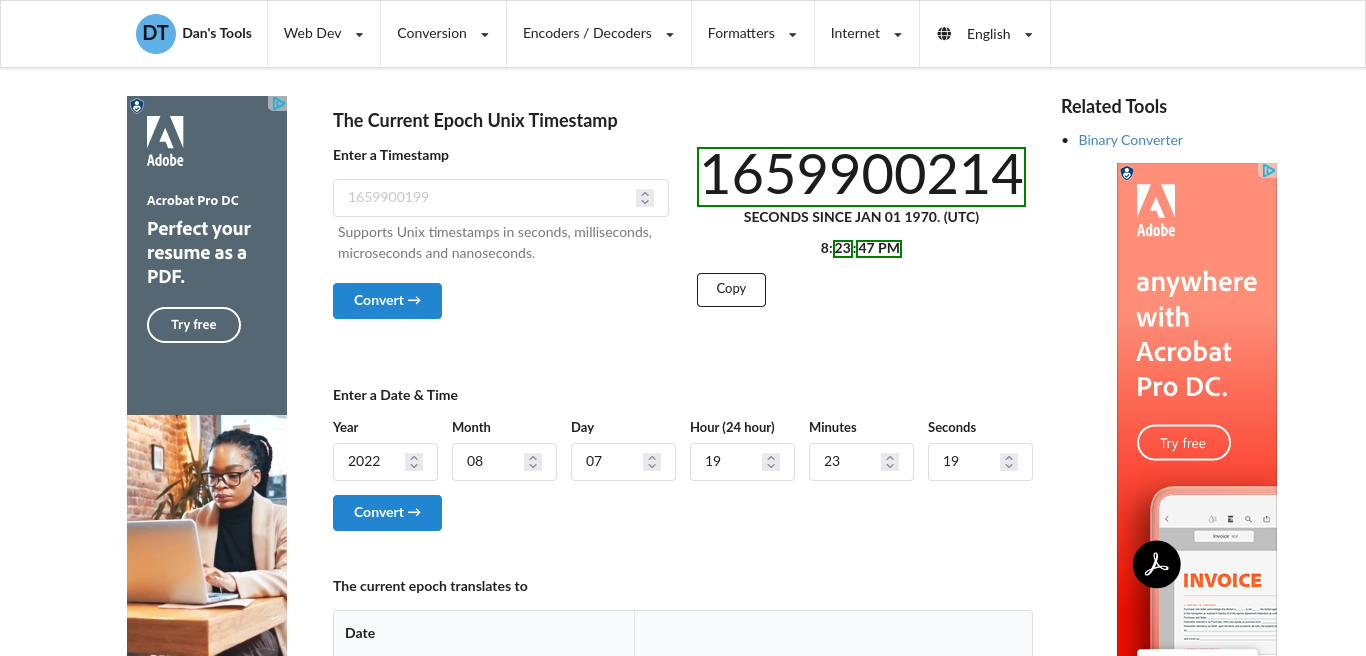 DT Dan's Tools Web Dev Conversion Encoders / Decoders Formatters Internet English
Adobe
Acrobat Pro DC
Perfect your
resume as a
PDF.
Try free
The Current Epoch Unix Timestamp
Enter a Timestamp
1659900199
Supports Unix timestamps in seconds, milliseconds,
microseconds and nanoseconds.
Convert →
1659900214
SECONDS SINCE JAN 01 1970. (UTC)
8:23:47 PM
Copy
Enter a Date & Time
Year Month Day Hour (24 hour) Minutes Seconds
2022 08 07 19 23 19
Convert →
The current epoch translates to
Date
Related Tools
• Binary Converter
Adobe
anywhere
with
Acrobat
Pro DC.
Try free
Invoice
INVOICE